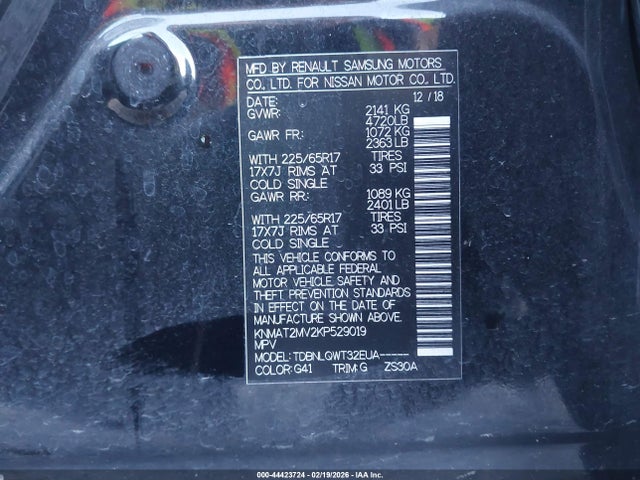 MFD BY RENAULT SAMSUNG MOTORS
CO., LTD. FOR NISSAN MOTOR CO., LTD.
DATE: 12 / 18
GVWR: 2141 KG
4720LB
GAWR FR: 1072 KG
2363 LB
WITH 225/65R17 TIRES
17X7J RIMS AT 33 PSI
COLD SINGLE
GAWR RR: 1089 KG
2401 LB
WITH 225/65R17 TIRES
17X7J RIMS AT 33 PSI
COLD SINGLE
THIS VEHICLE CONFORMS TO
ALL APPLICABLE FEDERAL
MOTOR VEHICLE SAFETY AND
THEFT PREVENTION STANDARDS
IN EFFECT ON THE DATE OF
MANUFACTURE SHOWN ABOVE.
KNMAT2MV2KP529019
MPV
MODEL: TDBNLGWT32EUA-----
COLOR: G41 TRIM: G ZS30A
000-44423724 - 02/19/2026 - IAA Inc.